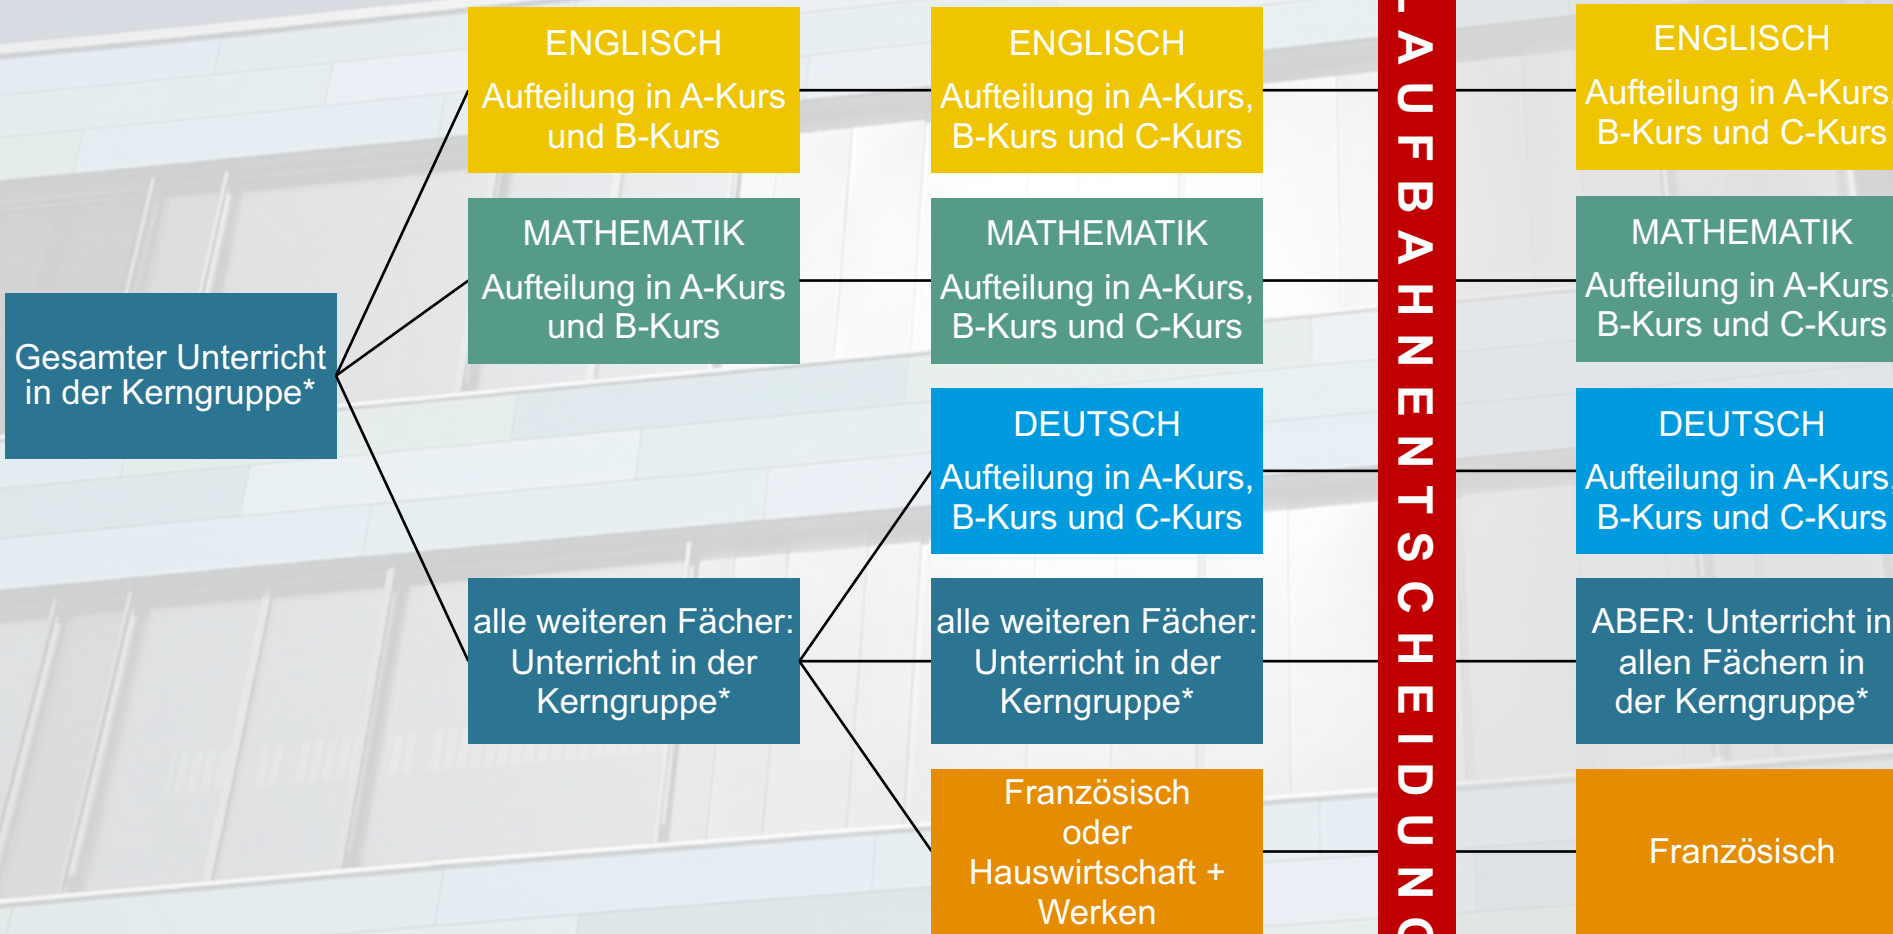 Gesamter Unterricht
in der Kerngruppe*
ENGLISCH
Aufteilung in A-Kurs
und B-Kurs
MATHEMATIK
Aufteilung in A-Kurs
und B-Kurs
alle weiteren Fächer:
Unterricht in der
Kerngruppe*
ENGLISCH
Aufteilung in A-Kurs,
B-Kurs und C-Kurs
MATHEMATIK
Aufteilung in A-Kurs,
B-Kurs und C-Kurs
DEUTSCH
Aufteilung in A-Kurs,
B-Kurs und C-Kurs
alle weiteren Fächer:
Unterricht in der
Kerngruppe*
Französisch
oder
Hauswirtschaft +
Werken
LAUFBAHNENTSCHEIDUNG
ENGLISCH
Aufteilung in A-Kurs,
B-Kurs und C-Kurs
MATHEMATIK
Aufteilung in A-Kurs,
B-Kurs und C-Kurs
DEUTSCH
Aufteilung in A-Kurs,
B-Kurs und C-Kurs
ABER: Unterricht in
allen Fächern in
der Kerngruppe*
Französisch